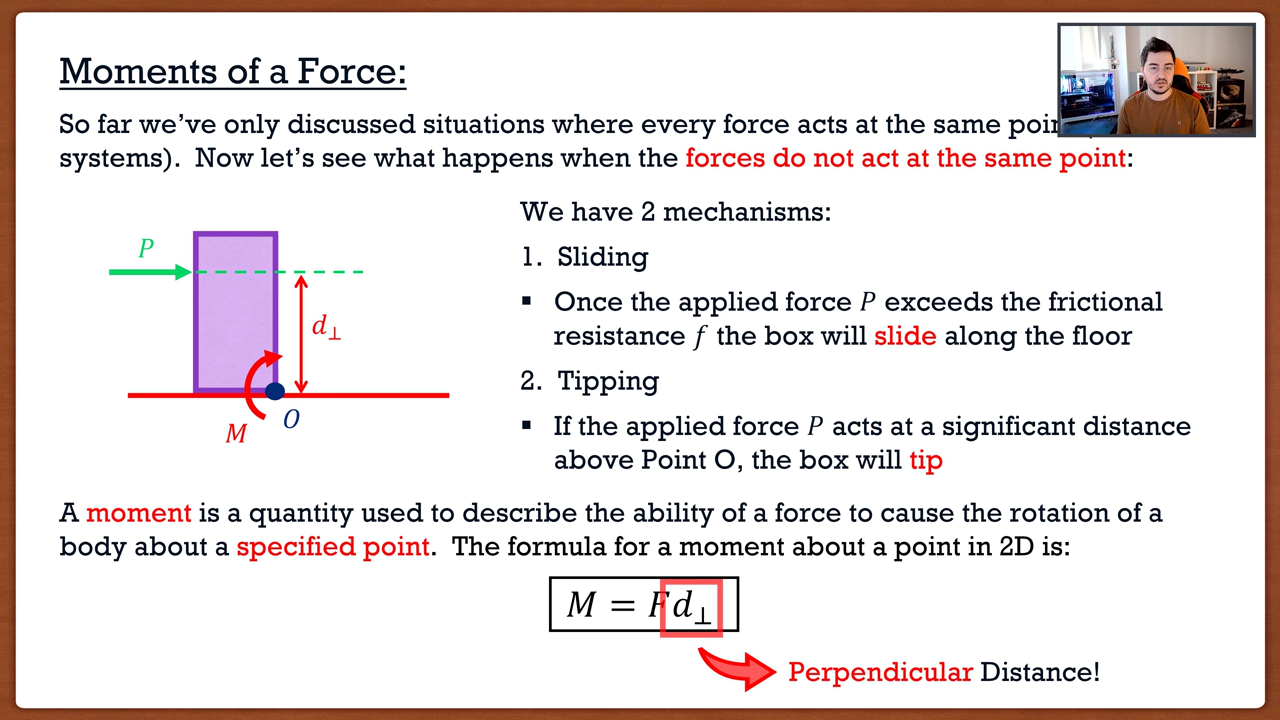 Moments of a Force:
So far we've only discussed situations where every force acts at the same
systems). Now let's see what happens when the forces do not act at the same point:
We have 2 mechanisms:
1. Sliding
▪ Once the applied force P exceeds the frictional
resistance f the box will slide along the floor
2. Tipping
▪ If the applied force P acts at a significant distance
above Point O, the box will tip
P
d⊥
M
O
A moment is a quantity used to describe the ability of a force to cause the rotation of a
body about a specified point. The formula for a moment about a point in 2D is:
M = Fd⊥
Perpendicular Distance!